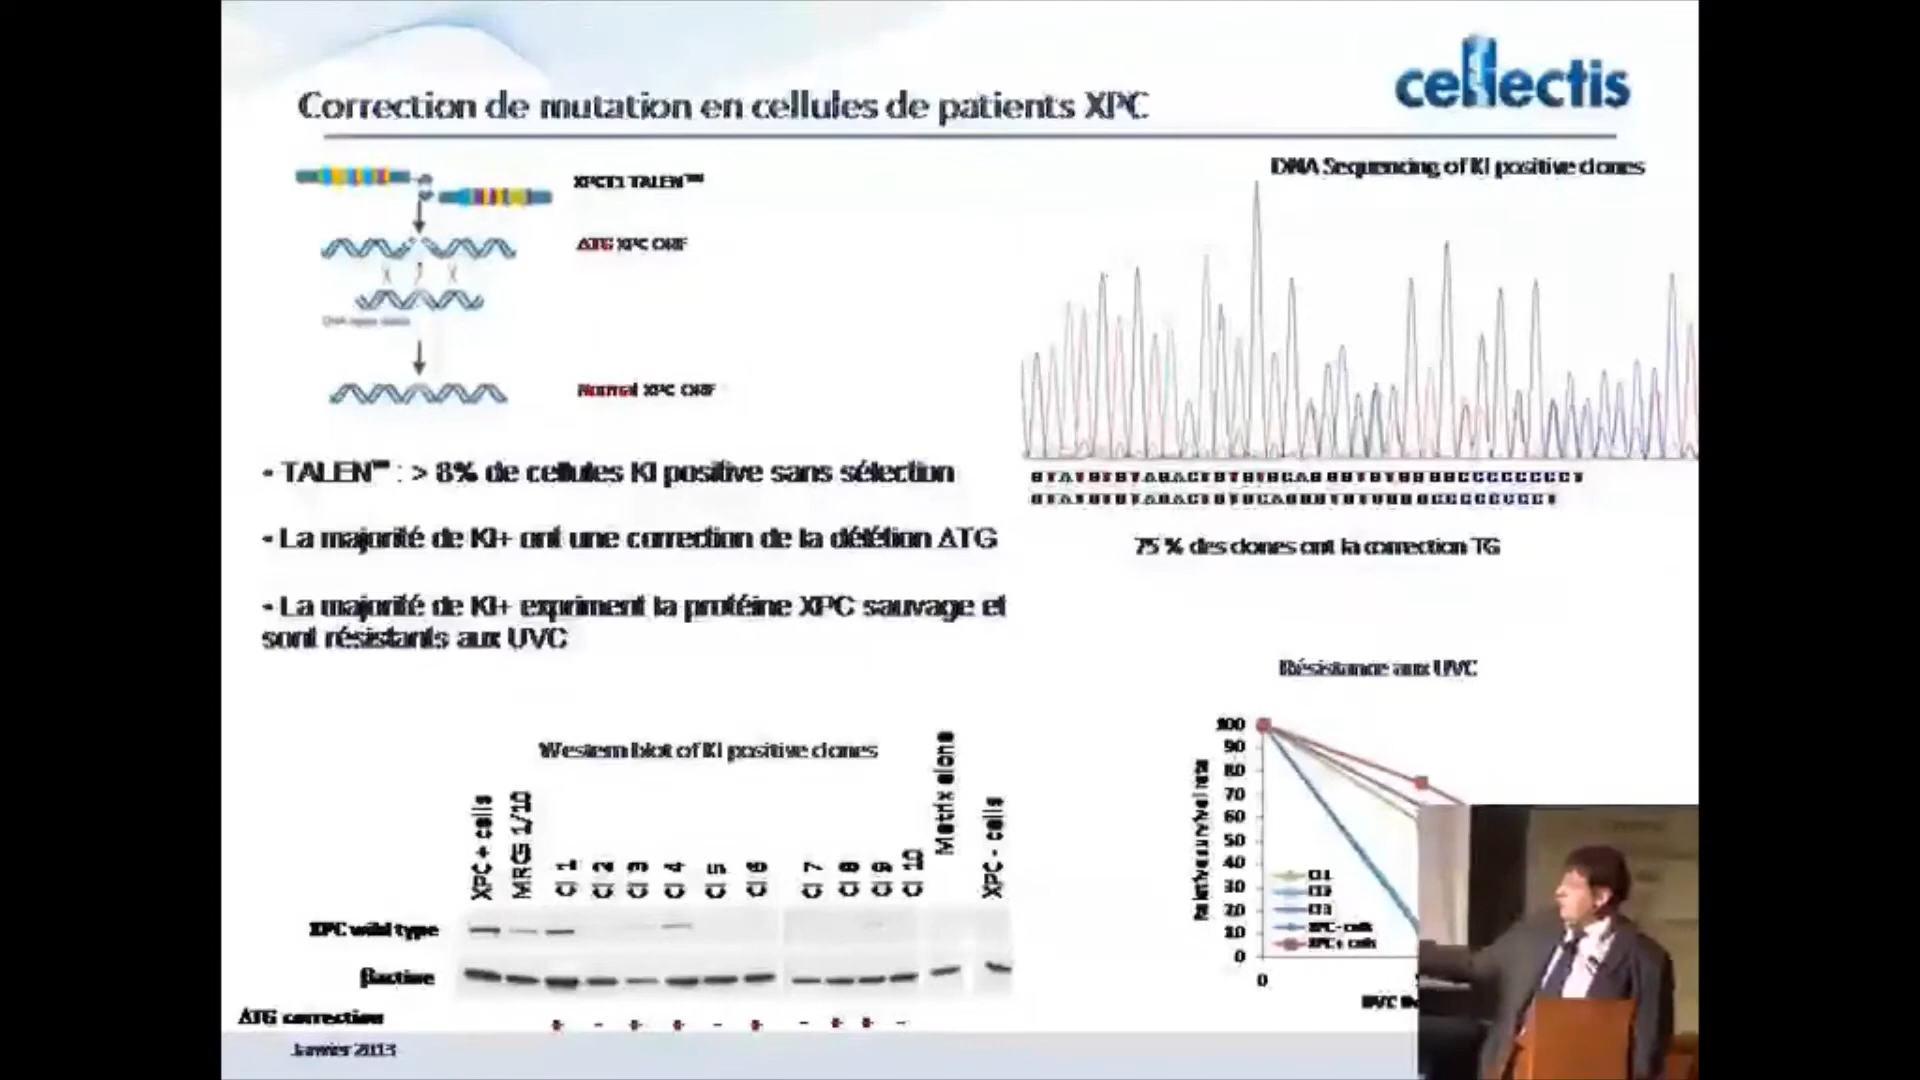 cellectis
Correction de mutation en cellules de patients XPC
XPCT1 TALEN™
ΔTG XPC ORF
Normal XPC ORF
- TALEN™ : > 8% de cellules KI positive sans sélection
- La majorité de KI+ ont une correction de la délétion ΔTG
- La majorité de KI+ expriment la protéine XPC sauvage et
sont résistants aux UVC
DNA Sequencing of KI positive clones
75 % des clones ont la correction TG
Western blot of KI positive clones
XPC + cells
MRC5 1/10
Cl 1
Cl 2
Cl 3
Cl 4
Cl 5
Cl 6
Cl 7
Cl 8
Cl 9
Cl 10
Matrix alone
XPC - cells
XPC wild type
βactine
ΔTG correction
+ - + + - + - + + -
Résistance aux UVC
Relative survival rate
100
90
80
70
60
50
40
30
20
10
0
0
XPC- cells
XPC+ cells
UVC
Janvier 2013